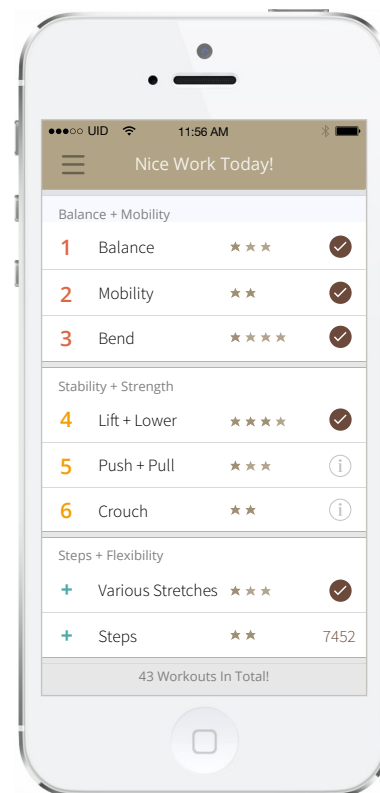 UID 11:56 AM
Nice Work Today!
Balance + Mobility
1 Balance
2 Mobility
3 Bend
Stability + Strength
4 Lift + Lower
5 Push + Pull
6 Crouch
Steps + Flexibility
+ Various Stretches
+ Steps 7452
43 Workouts In Total!